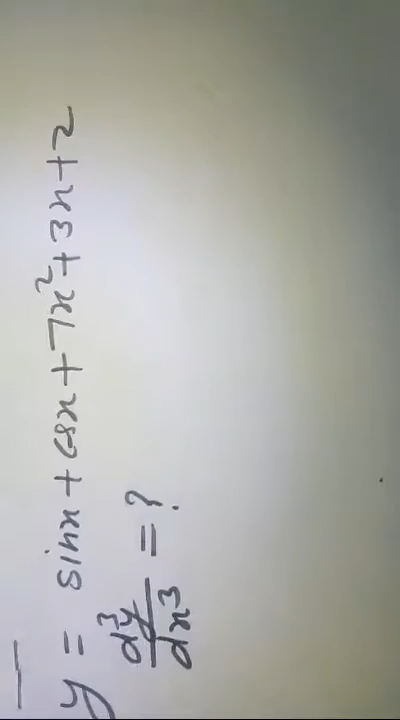 y = sinx + cosx + 7x² + 3x + 2
d³y/dx³ = ?